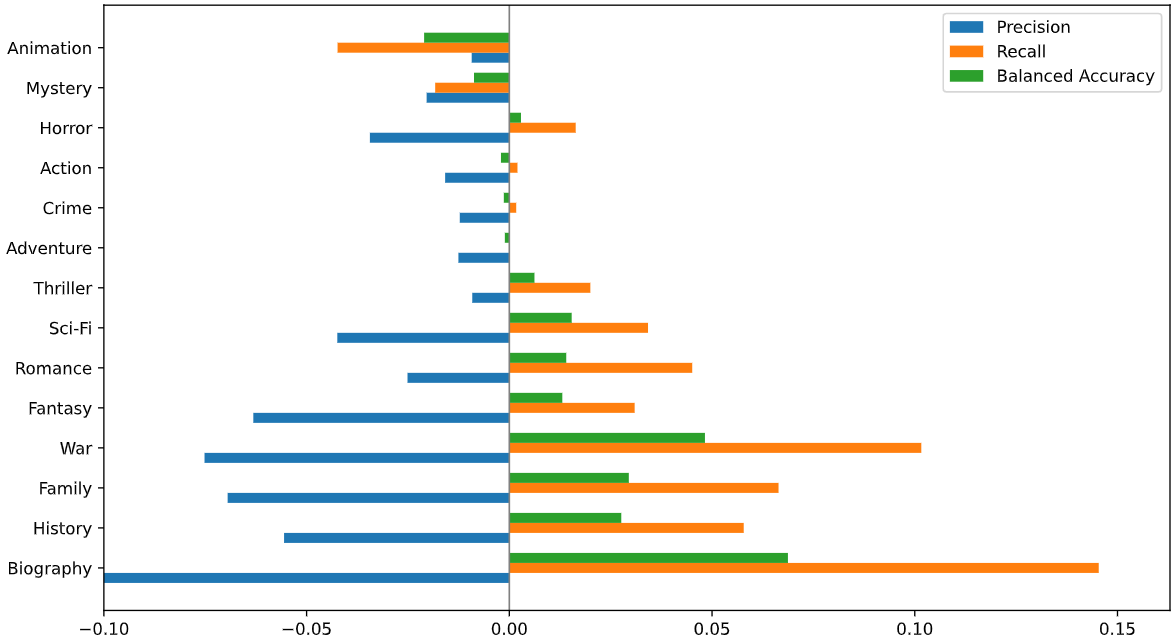 Precision
Recall
Balanced Accuracy
Animation
Mystery
Horror
Action
Crime
Adventure
Thriller
Sci-Fi
Romance
Fantasy
War
Family
History
Biography
−0.10 −0.05 0.00 0.05 0.10 0.15